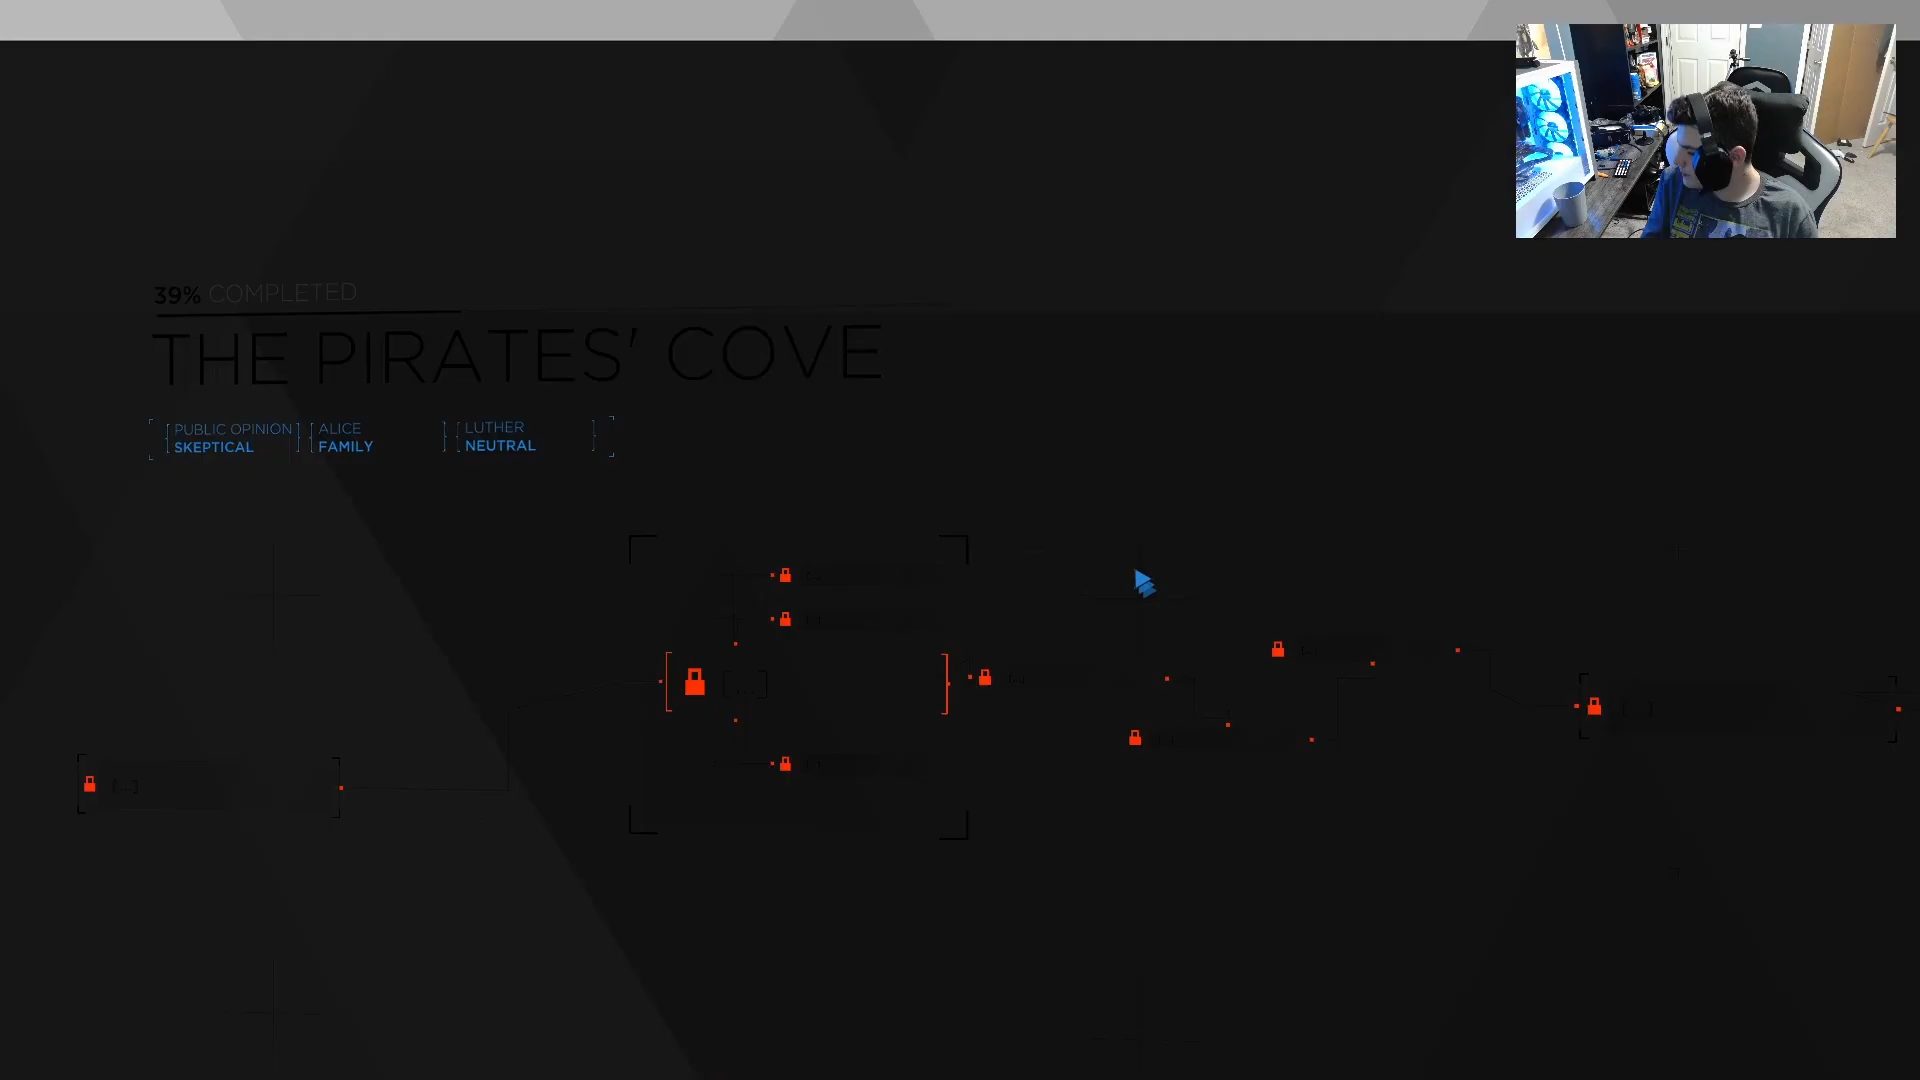 39% COMPLETED
THE PIRATES' COVE
PUBLIC OPINION
SKEPTICAL
ALICE
FAMILY
LUTHER
NEUTRAL
[...]
[...]
[...]
[...]
[...]
[...]
[...]
[...]
[...]